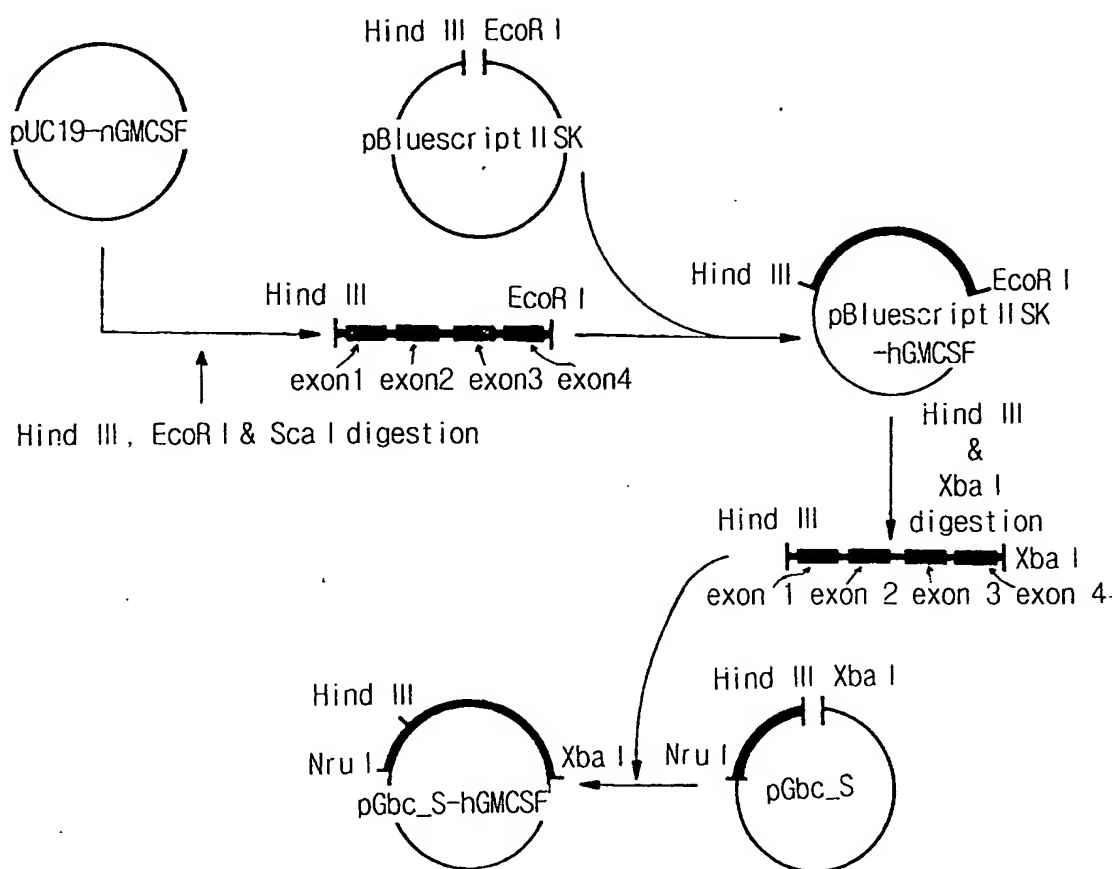 Hind III EcoR I
pUC19-nGMCSF
pBluescript II SK
Hind III
EcoR I
exon1 exon2 exon3 exon4
Hind III, EcoR I & Sca I digestion
Hind III
EcoR I
pBluescript II SK
-hGMCSF
Hind III
&
Xba I
digestion
Hind III
Xba I
exon 1 exon 2 exon 3 exon 4
Hind III
Nru I
Xba I
pGbc_S-hGMCSF
Hind III Xba I
Nru I
pGbc_S